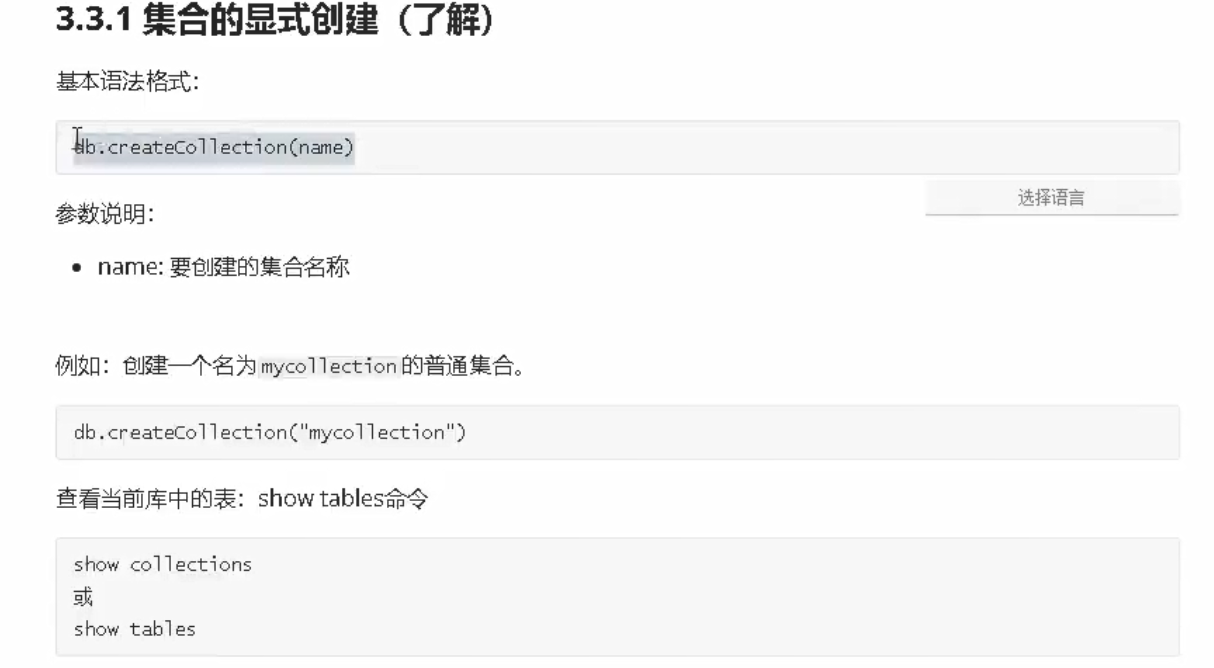 3.3.1 集合的显式创建（了解）
基本语法格式：
db.createCollection(name)
选择语言
参数说明：
name: 要创建的集合名称
例如：创建一个名为mycollection的普通集合。
db.createCollection("mycollection")
查看当前库中的表：show tables命令
show collections
或
show tables